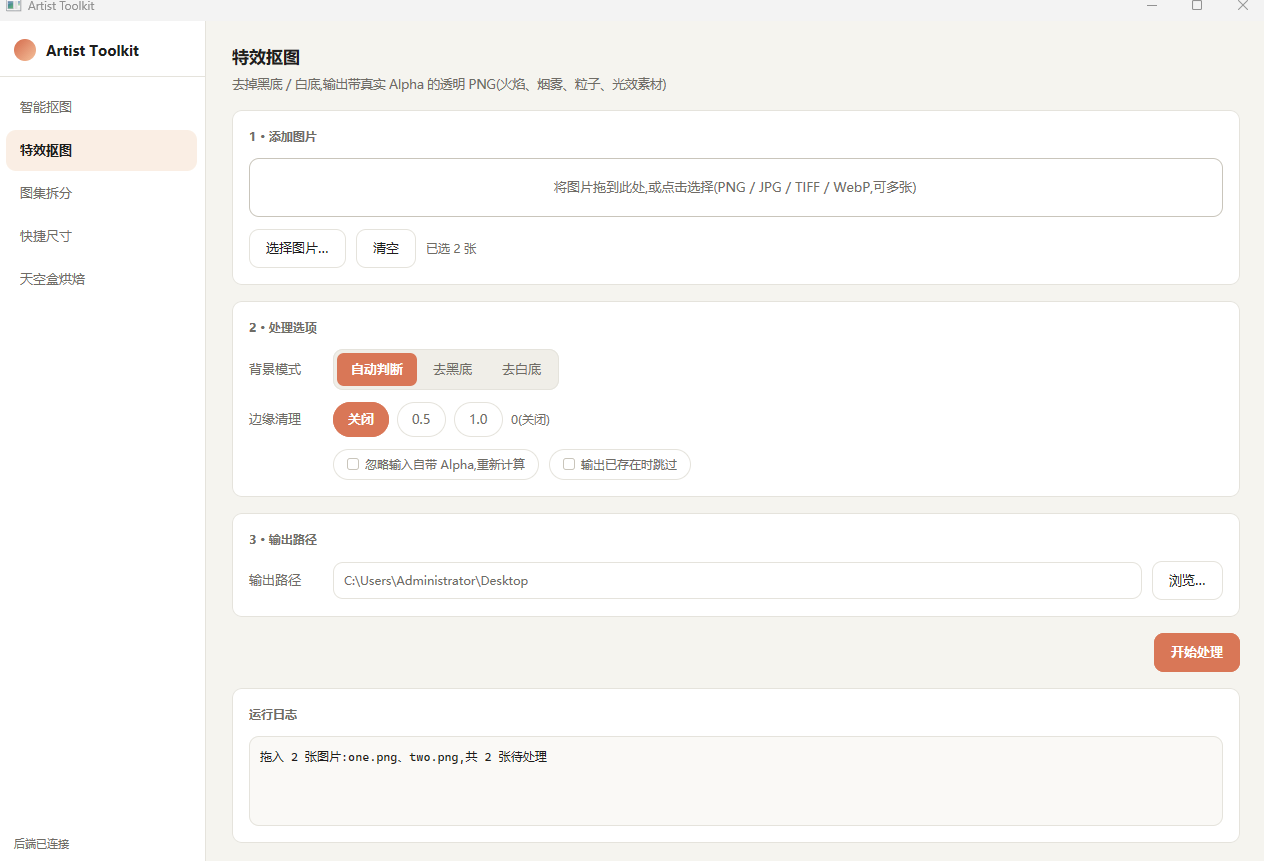 Artist Toolkit
Artist Toolkit
智能抠图
特效抠图
图集拆分
快捷尺寸
天空盒烘焙
后端已连接
特效抠图
去掉黑底 / 白底,输出带真实 Alpha 的透明 PNG(火焰、烟雾、粒子、光效素材)
1 • 添加图片
将图片拖到此处,或点击选择(PNG / JPG / TIFF / WebP,可多张)
选择图片... 清空 已选 2 张
2 • 处理选项
背景模式 自动判断 去黑底 去白底
边缘清理 关闭 0.5 1.0 0(关闭)
忽略输入自带 Alpha,重新计算 输出已存在时跳过
3 • 输出路径
输出路径 C:\Users\Administrator\Desktop 浏览...
开始处理
运行日志
拖入 2 张图片:one.png、two.png,共 2 张待处理